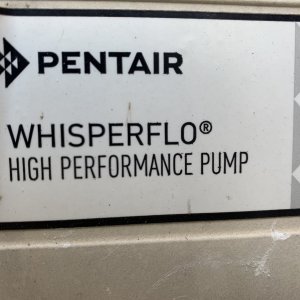 PENTAIR
WHISPERFLO®
HIGH PERFORMANCE PUMP